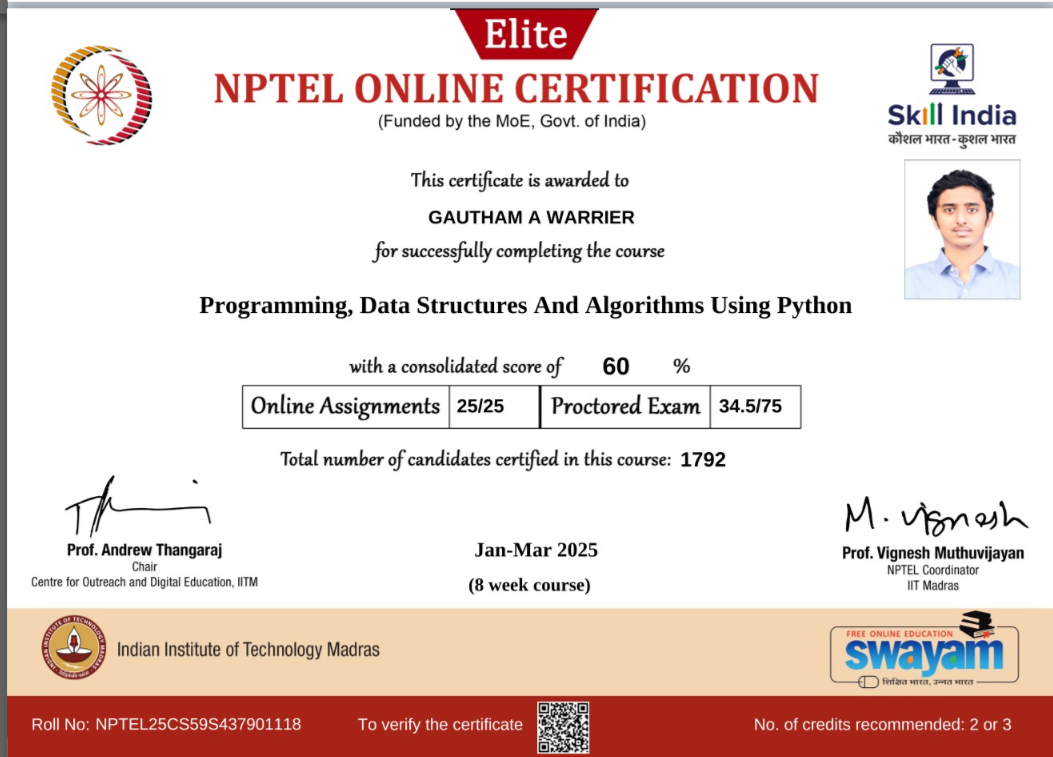 Elite
NPTEL ONLINE CERTIFICATION
(Funded by the MoE, Govt. of India)
Skill India
कौशल भारत - कुशल भारत
This certificate is awarded to
GAUTHAM A WARRIER
for successfully completing the course
Programming, Data Structures And Algorithms Using Python
with a consolidated score of 60 %
Online Assignments 25/25 Proctored Exam 34.5/75
Total number of candidates certified in this course: 1792
M. Vignesh
Prof. Andrew Thangaraj
Chair
Centre for Outreach and Digital Education, IITM
Jan-Mar 2025
(8 week course)
Prof. Vignesh Muthuvijayan
NPTEL Coordinator
IIT Madras
INDIAN INSTITUTE OF TECHNOLOGY MADRAS
Indian Institute of Technology Madras
FREE ONLINE EDUCATION
swayam
शिक्षित भारत, उन्नत भारत
Roll No: NPTEL25CS59S437901118
To verify the certificate
No. of credits recommended: 2 or 3